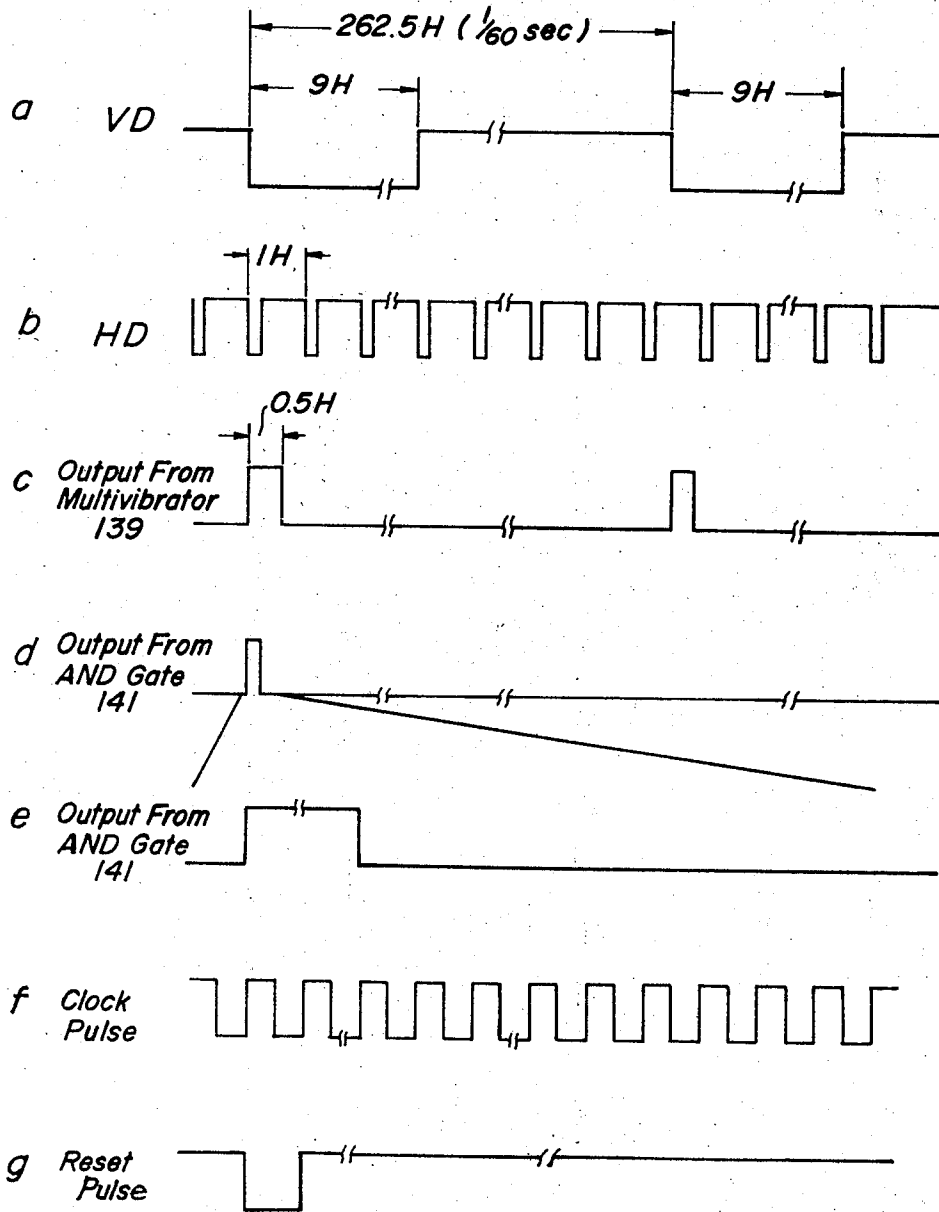 262.5H (1/60 sec)
9H
9H
a VD
1H
b HD
0.5H
c Output From
Multivibrator
139
d Output From
AND Gate
141
e Output From
AND Gate
141
f Clock
Pulse
g Reset
Pulse